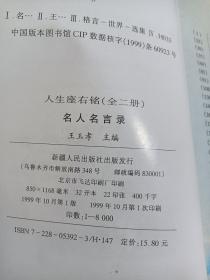 Ⅰ.名… Ⅱ.王… Ⅲ.格言-世界-选集 Ⅳ.H033
中国版本图书馆CIP数据核字(1999)条60923号
人生座右铭(全二册)
名人名言录
王玉孝 主编
新疆人民出版社出版发行
(乌鲁木齐市解放南路348号 邮政编码830001)
北京市飞达印刷厂印刷
850×1168毫米 32开本 22印张 400千字
1999年10月第1版 1999年10月第1次印刷
印数:1-8000
ISBN7-228-05392-3/H·147 定价:15.80元